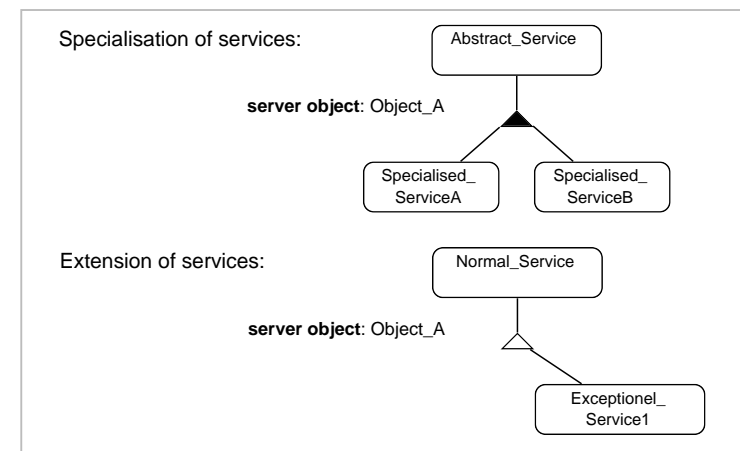 Specialisation of services:
Abstract_Service
server object: Object_A
Specialised_
ServiceA
Specialised_
ServiceB
Extension of services:
Normal_Service
server object: Object_A
Exceptionel_
Service1